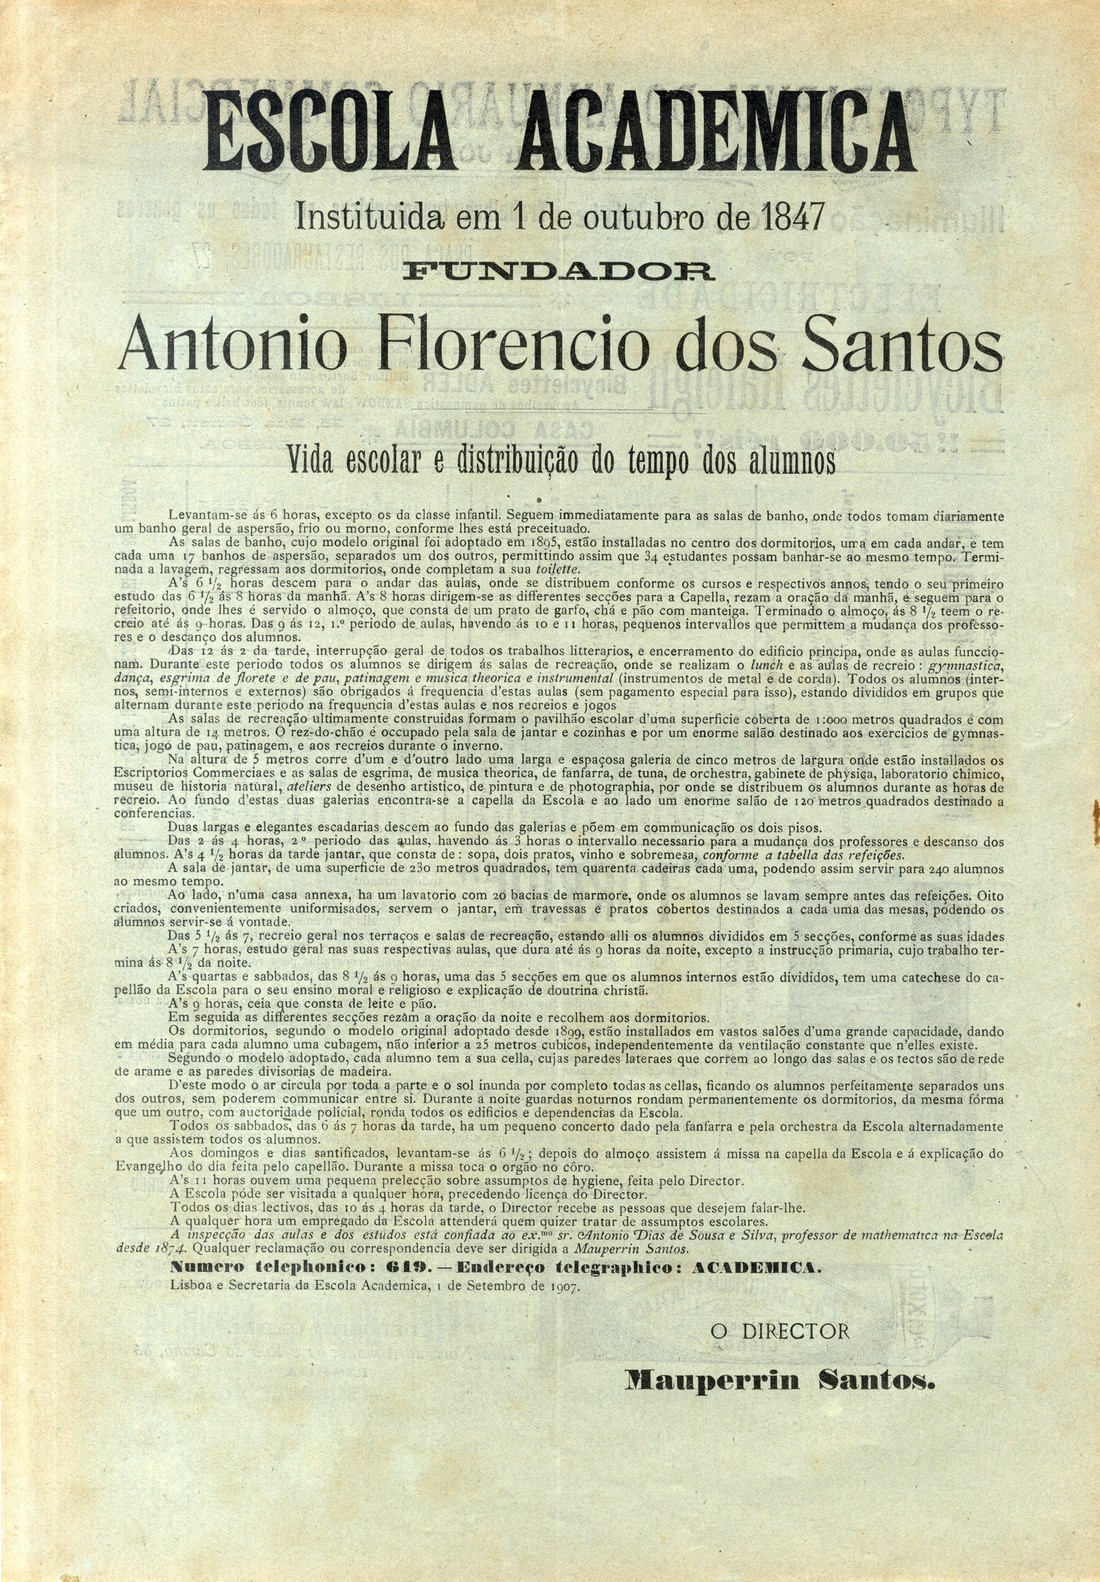 ESCOLA ACADEMICA
Instituida em 1 de outubro de 1847
FUNDADOR
Antonio Florencio dos Santos
Vida escolar e distribuição do tempo dos alumnos
Levantam-se ás 6 horas, excepto os da classe infantil. Seguem immediatamente para as salas de banho, onde todos tomam diariamente
um banho geral de aspersão, frio ou morno, conforme lhes está preceituado.
As salas de banho, cujo modelo original foi adoptado em 1895, estão installadas no centro dos dormitorios, uma em cada andar, e tem
cada uma 17 banhos de aspersão, separados um dos outros, permittindo assim que 34 estudantes possam banhar-se ao mesmo tempo. Termi-
nada a lavagem, regressam aos dormitorios, onde completam a sua toilette.
A's 6 1/2 horas descem para o andar das aulas, onde se distribuem conforme os cursos e respectivos annos, tendo o seu primeiro
estudo das 6 1/2 ás 8 horas da manhã. A's 8 horas dirigem-se as differentes secções para a Capella, rezam a oração da manhã, e seguem para o
refeitorio, onde lhes é servido o almoço, que consta de um prato de garfo, chá e pão com manteiga. Terminado o almoço, ás 8 1/2 teem o re-
creio até ás 9 horas. Das 9 ás 12, 1.º periodo de aulas, havendo ás 10 e 11 horas, pequenos intervallos que permittem a mudança dos professo-
res e o descanço dos alumnos.
Das 12 ás 2 da tarde, interrupção geral de todos os trabalhos litterarios, e encerramento do edificio principa, onde as aulas funccio-
nam. Durante este periodo todos os alumnos se dirigem ás salas de recreação, onde se realizam o lunch e as aulas de recreio: gymnastica,
dança, esgrima de florete e de pau, patinagem e musica theorica e instrumental (instrumentos de metal e de corda). Todos os alumnos (inter-
nos, semi-internos e externos) são obrigados á frequencia d'estas aulas (sem pagamento especial para isso), estando divididos em grupos que
alternam durante este periodo na frequencia d'estas aulas e nos recreios e jogos
As salas de recreação ultimamente construidas formam o pavilhão escolar d'uma superficie coberta de 1:000 metros quadrados e com
uma altura de 14 metros. O rez-do-chão é occupado pela sala de jantar e cozinhas e por um enorme salão destinado aos exercicios de gymnas-
tica, jogo de pau, patinagem, e aos recreios durante o inverno.
Na altura de 5 metros corre d'um e d'outro lado uma larga e espaçosa galeria de cinco metros de largura onde estão installados os
Escriptorios Commerciaes e as salas de esgrima, de musica theorica, de fanfarra, de tuna, de orchestra, gabinete de physica, laboratorio chimico,
museu de historia natural, ateliers de desenho artistico, de pintura e de photographia, por onde se distribuem os alumnos durante as horas de
recreio. Ao fundo d'estas duas galerias encontra-se a capella da Escola e ao lado um enorme salão de 120 metros quadrados destinado a
conferencias.
Duas largas e elegantes escadarias descem ao fundo das galerias e põem em communicação os dois pisos.
Das 2 ás 4 horas, 2º periodo das aulas, havendo ás 3 horas o intervallo necessario para a mudança dos professores e descanso dos
alumnos. A's 4 1/2 horas da tarde jantar, que consta de: sopa, dois pratos, vinho e sobremesa, conforme a tabella das refeições.
A sala de jantar, de uma superficie de 230 metros quadrados, tem quarenta cadeiras cada uma, podendo assim servir para 240 alumnos
ao mesmo tempo.
Ao lado, n'uma casa annexa, ha um lavatorio com 20 bacias de marmore, onde os alumnos se lavam sempre antes das refeições. Oito
criados, convenientemente uniformisados, servem o jantar, em travessas e pratos cobertos destinados a cada uma das mesas, podendo os
alumnos servir-se á vontade.
Das 5 1/2 ás 7, recreio geral nos terraços e salas de recreação, estando alli os alumnos divididos em 5 secções, conforme as suas idades
A's 7 horas, estudo geral nas suas respectivas aulas, que dura até ás 9 horas da noite, excepto a instrucção primaria, cujo trabalho ter-
mina ás 8 1/2 da noite.
A's quartas e sabbados, das 8 1/2 ás 9 horas, uma das 5 secções em que os alumnos internos estão divididos, tem uma catechese do ca-
pellão da Escola para o seu ensino moral e religioso e explicação de doutrina christã.
A's 9 horas, ceia que consta de leite e pão.
Em seguida as differentes secções rezam a oração da noite e recolhem aos dormitorios.
Os dormitorios, segundo o modelo original adoptado desde 1899, estão installados em vastos salões d'uma grande capacidade, dando
em média para cada alumno uma cubagem, não inferior a 25 metros cubicos, independentemente da ventilação constante que n'elles existe.
Segundo o modelo adoptado, cada alumno tem a sua cella, cujas paredes lateraes que correm ao longo das salas e os tectos são de rede
de arame e as paredes divisorias de madeira.
D'este modo o ar circula por toda a parte e o sol inunda por completo todas as cellas, ficando os alumnos perfeitamente separados uns
dos outros, sem poderem communicar entre si. Durante a noite guardas noturnos rondam permanentemente os dormitorios, da mesma fórma
que um outro, com auctoridade policial, ronda todos os edificios e dependencias da Escola.
Todos os sabbados, das 6 ás 7 horas da tarde, ha um pequeno concerto dado pela fanfarra e pela orchestra da Escola alternadamente
a que assistem todos os alumnos.
Aos domingos e dias santificados, levantam-se ás 6 1/2; depois do almoço assistem á missa na capella da Escola e á explicação do
Evangelho do dia feita pelo capellão. Durante a missa toca o orgão no côro.
A's 11 horas ouvem uma pequena prelecção sobre assumptos de hygiene, feita pelo Director.
A Escola póde ser visitada a qualquer hora, precedendo licença do Director.
Todos os dias lectivos, das 10 ás 4 horas da tarde, o Director recebe as pessoas que desejem falar-lhe.
A qualquer hora um empregado da Escola attenderá quem quizer tratar de assumptos escolares.
A inspecção das aulas e dos estudos está confiada ao ex.mo sr. Antonio Dias de Sousa e Silva, professor de mathematica na Escola
desde 1874. Qualquer reclamação ou correspondencia deve ser dirigida a Mauperrin Santos.
Numero telephonico: 619. — Endereço telegraphico: ACADEMICA.
Lisboa e Secretaria da Escola Academica, 1 de Setembro de 1907.
O DIRECTOR
Mauperrin Santos.